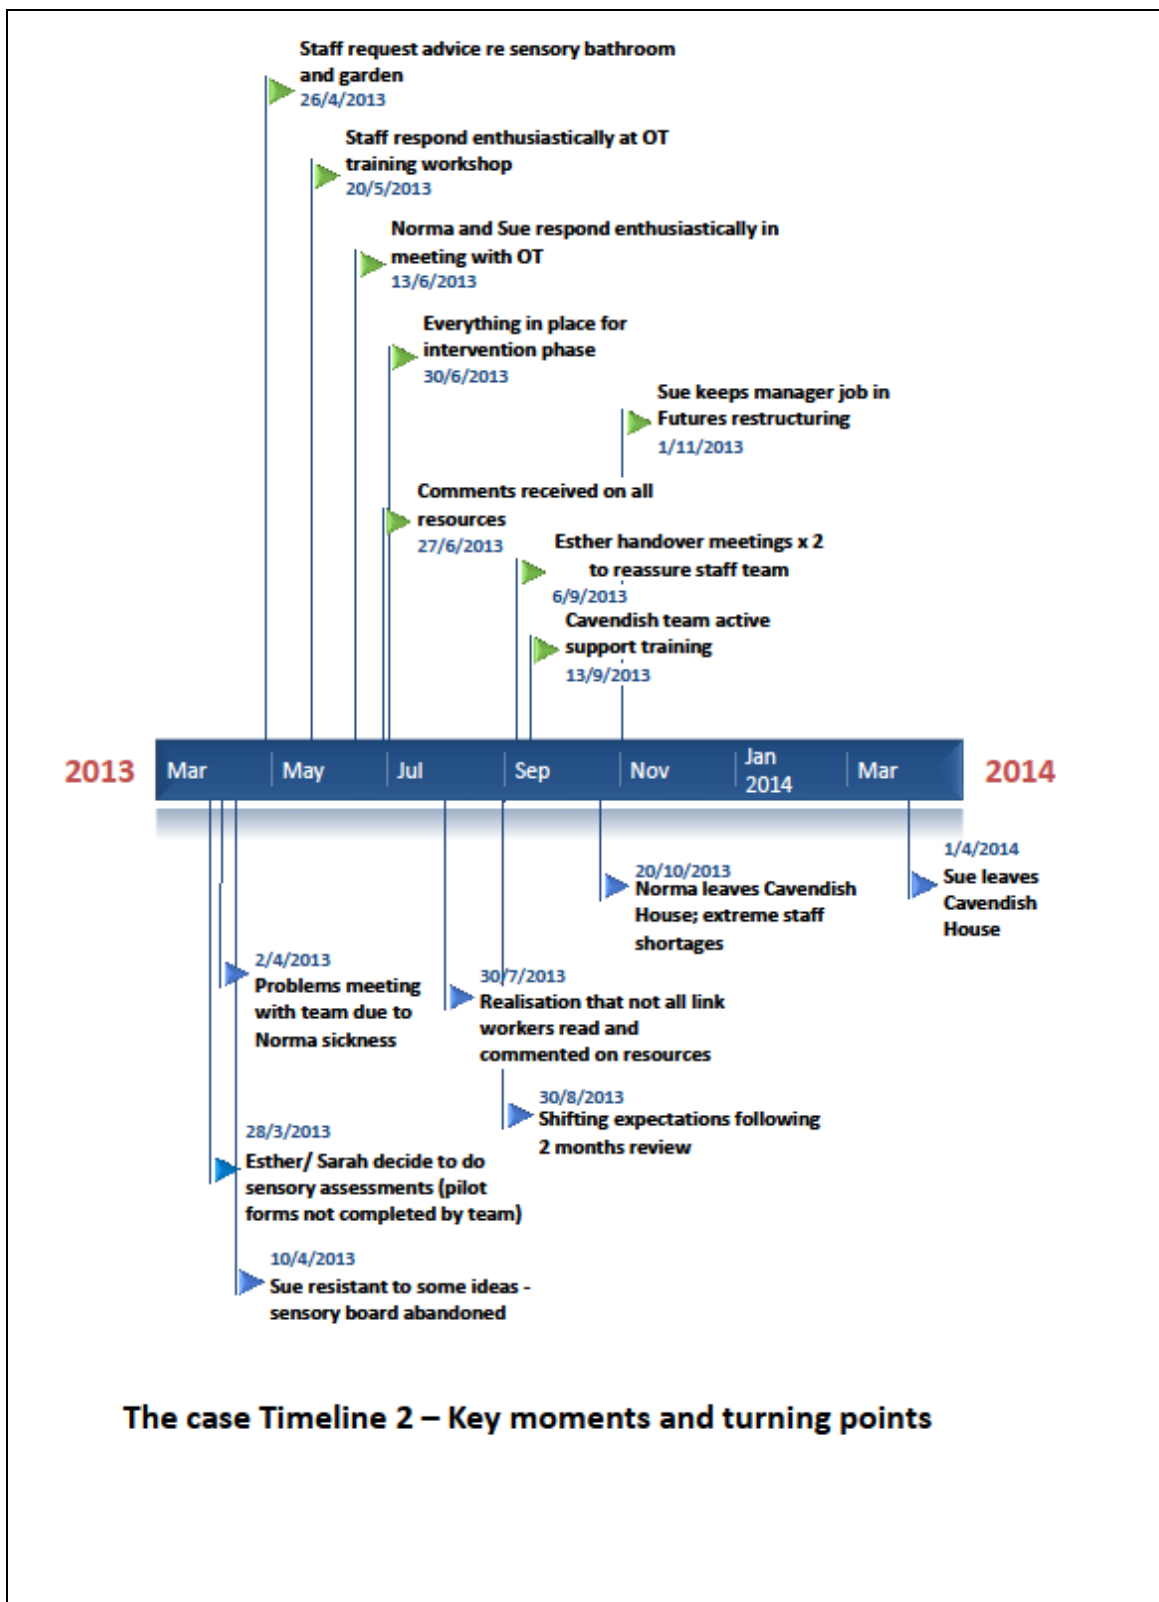 Staff request advice re sensory bathroom
and garden
26/4/2013
Staff respond enthusiastically at OT
training workshop
20/5/2013
Norma and Sue respond enthusiastically in
meeting with OT
13/6/2013
Everything in place for
intervention phase
30/6/2013
Sue keeps manager job in
Futures restructuring
1/11/2013
Comments received on all
resources
27/6/2013
Esther handover meetings x 2
to reassure staff team
6/9/2013
Cavendish team active
support training
13/9/2013
2013 Mar May Jul Sep Nov Jan 2014 Mar 2014
1/4/2014
Sue leaves
Cavendish
House
20/10/2013
Norma leaves Cavendish
House; extreme staff
shortages
2/4/2013
Problems meeting
with team due to
Norma sickness
30/7/2013
Realisation that not all link
workers read and
commented on resources
30/8/2013
Shifting expectations following
2 months review
28/3/2013
Esther/ Sarah decide to do
sensory assessments (pilot
forms not completed by team)
10/4/2013
Sue resistant to some ideas -
sensory board abandoned
The case Timeline 2 – Key moments and turning points